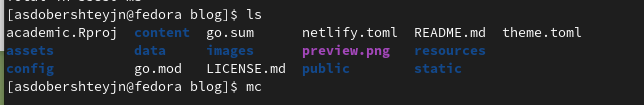 [asdobershteyjn@fedora blog]$ ls
academic.Rproj content go.sum netlify.toml README.md theme.toml
assets data images preview.png resources
config go.mod LICENSE.md public static
[asdobershteyjn@fedora blog]$ mc